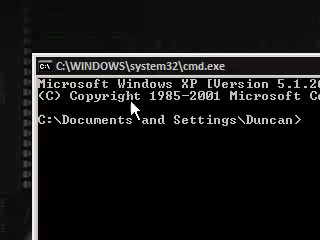 C:\WINDOWS\system32\cmd.exe
Microsoft Windows XP [Version 5.1.26
(C) Copyright 1985-2001 Microsoft Co
C:\Documents and Settings\Duncan>